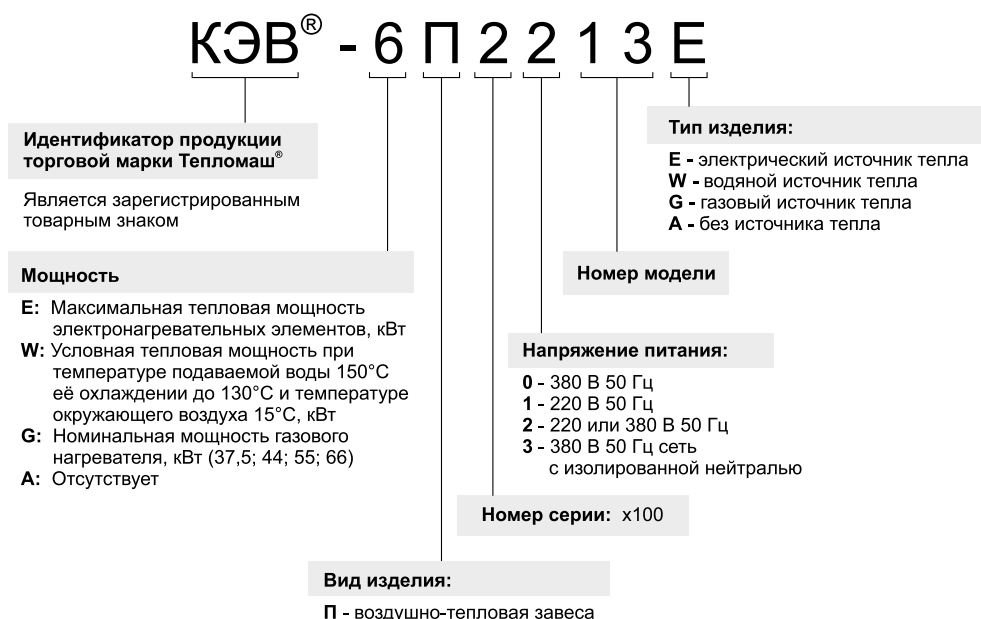 КЭВ® - 6 П 2 2 1 3 Е
Идентификатор продукции
торговой марки Тепломаш®
Является зарегистрированным
товарным знаком
Мощность
Е: Максимальная тепловая мощность
электронагревательных элементов, кВт
W: Условная тепловая мощность при
температуре подаваемой воды 150°С
её охлаждении до 130°С и температуре
окружающего воздуха 15°С, кВт
G: Номинальная мощность газового
нагревателя, кВт (37,5; 44; 55; 66)
А: Отсутствует
Тип изделия:
Е - электрический источник тепла
W - водяной источник тепла
G - газовый источник тепла
А - без источника тепла
Номер модели
Напряжение питания:
0 - 380 В 50 Гц
1 - 220 В 50 Гц
2 - 220 или 380 В 50 Гц
3 - 380 В 50 Гц сеть
с изолированной нейтралью
Номер серии: х100
Вид изделия:
П - воздушно-тепловая завеса